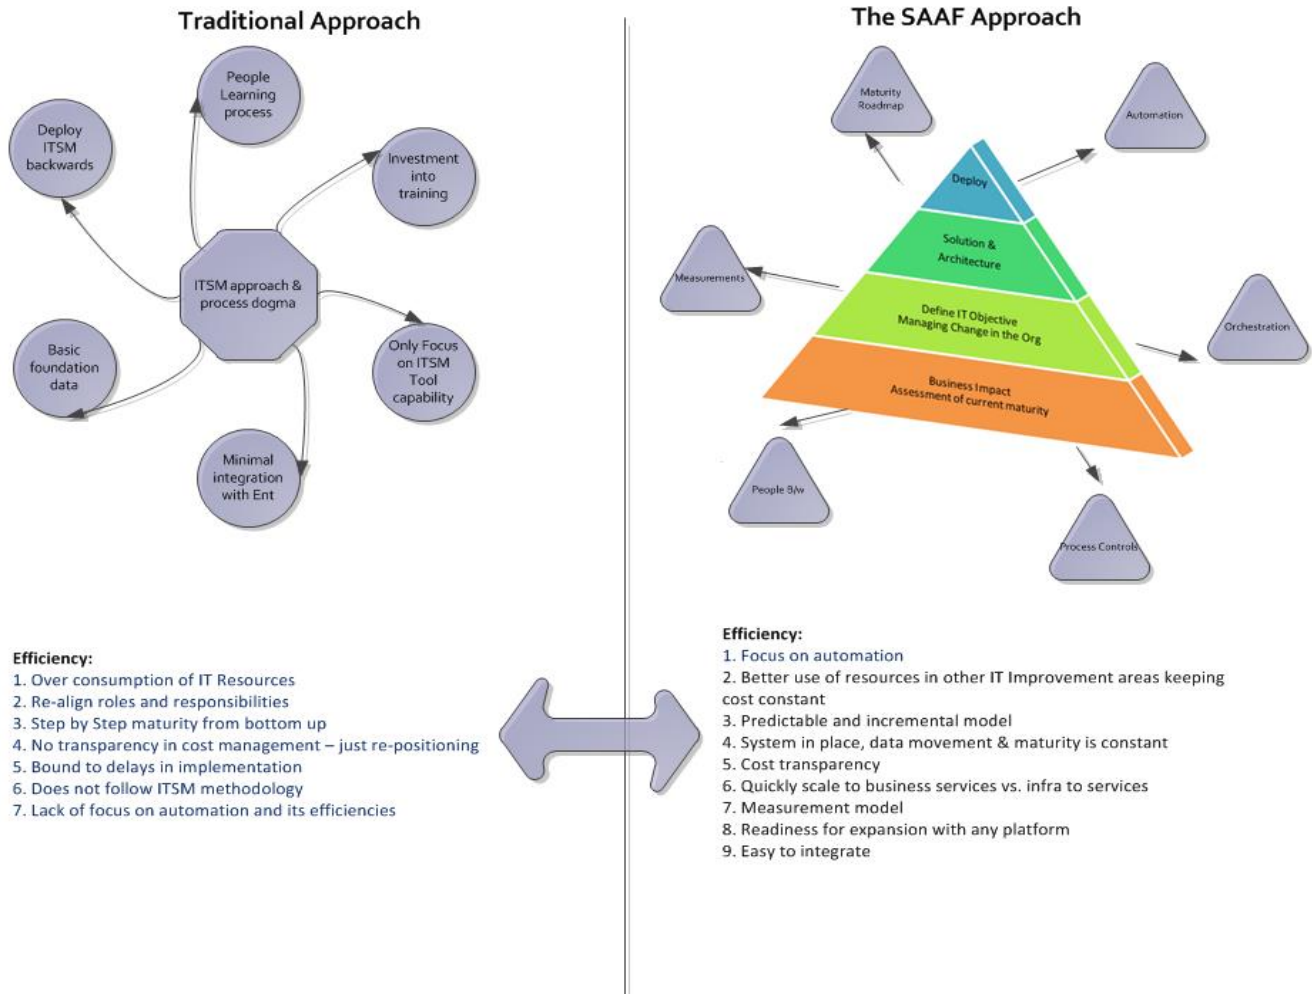 Traditional Approach
People
Learning
process
Deploy
ITSM
backwards
Investment
into
training
ITSM approach &
process dogma
Basic
foundation
data
Only Focus
on ITSM
Tool
capability
Minimal
integration
with Ent
Efficiency:
1. Over consumption of IT Resources
2. Re-align roles and responsibilities
3. Step by Step maturity from bottom up
4. No transparency in cost management – just re-positioning
5. Bound to delays in implementation
6. Does not follow ITSM methodology
7. Lack of focus on automation and its efficiencies
The SAAF Approach
Maturity
Roadmap
Automation
Deploy
Solution &
Architecture
Measurements
Define IT Objective
Managing Change in the Org
Orchestration
Business Impact
Assessment of current maturity
People B/w
Process Controls
Efficiency:
1. Focus on automation
2. Better use of resources in other IT Improvement areas keeping
cost constant
3. Predictable and incremental model
4. System in place, data movement & maturity is constant
5. Cost transparency
6. Quickly scale to business services vs. infra to services
7. Measurement model
8. Readiness for expansion with any platform
9. Easy to integrate